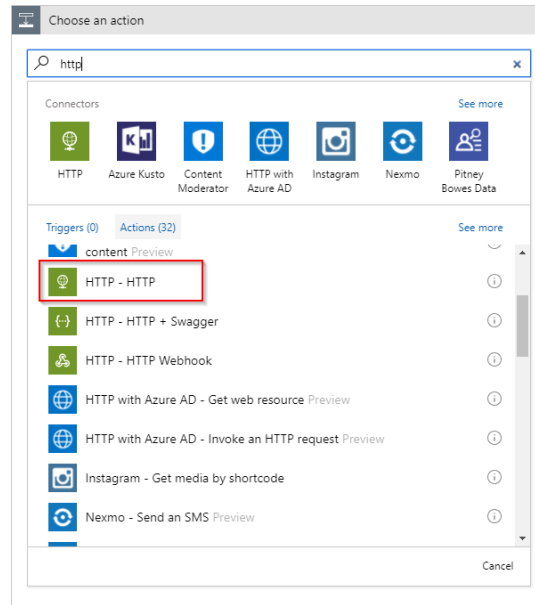 Choose an action
http
Connectors
See more
HTTP
Azure Kusto
Content
Moderator
HTTP with
Azure AD
Instagram
Nexmo
Pitney
Bowes Data
Triggers (0)
Actions (32)
See more
content Preview
HTTP - HTTP
HTTP - HTTP + Swagger
HTTP - HTTP Webhook
HTTP with Azure AD - Get web resource Preview
HTTP with Azure AD - Invoke an HTTP request Preview
Instagram - Get media by shortcode
Nexmo - Send an SMS Preview
Cancel